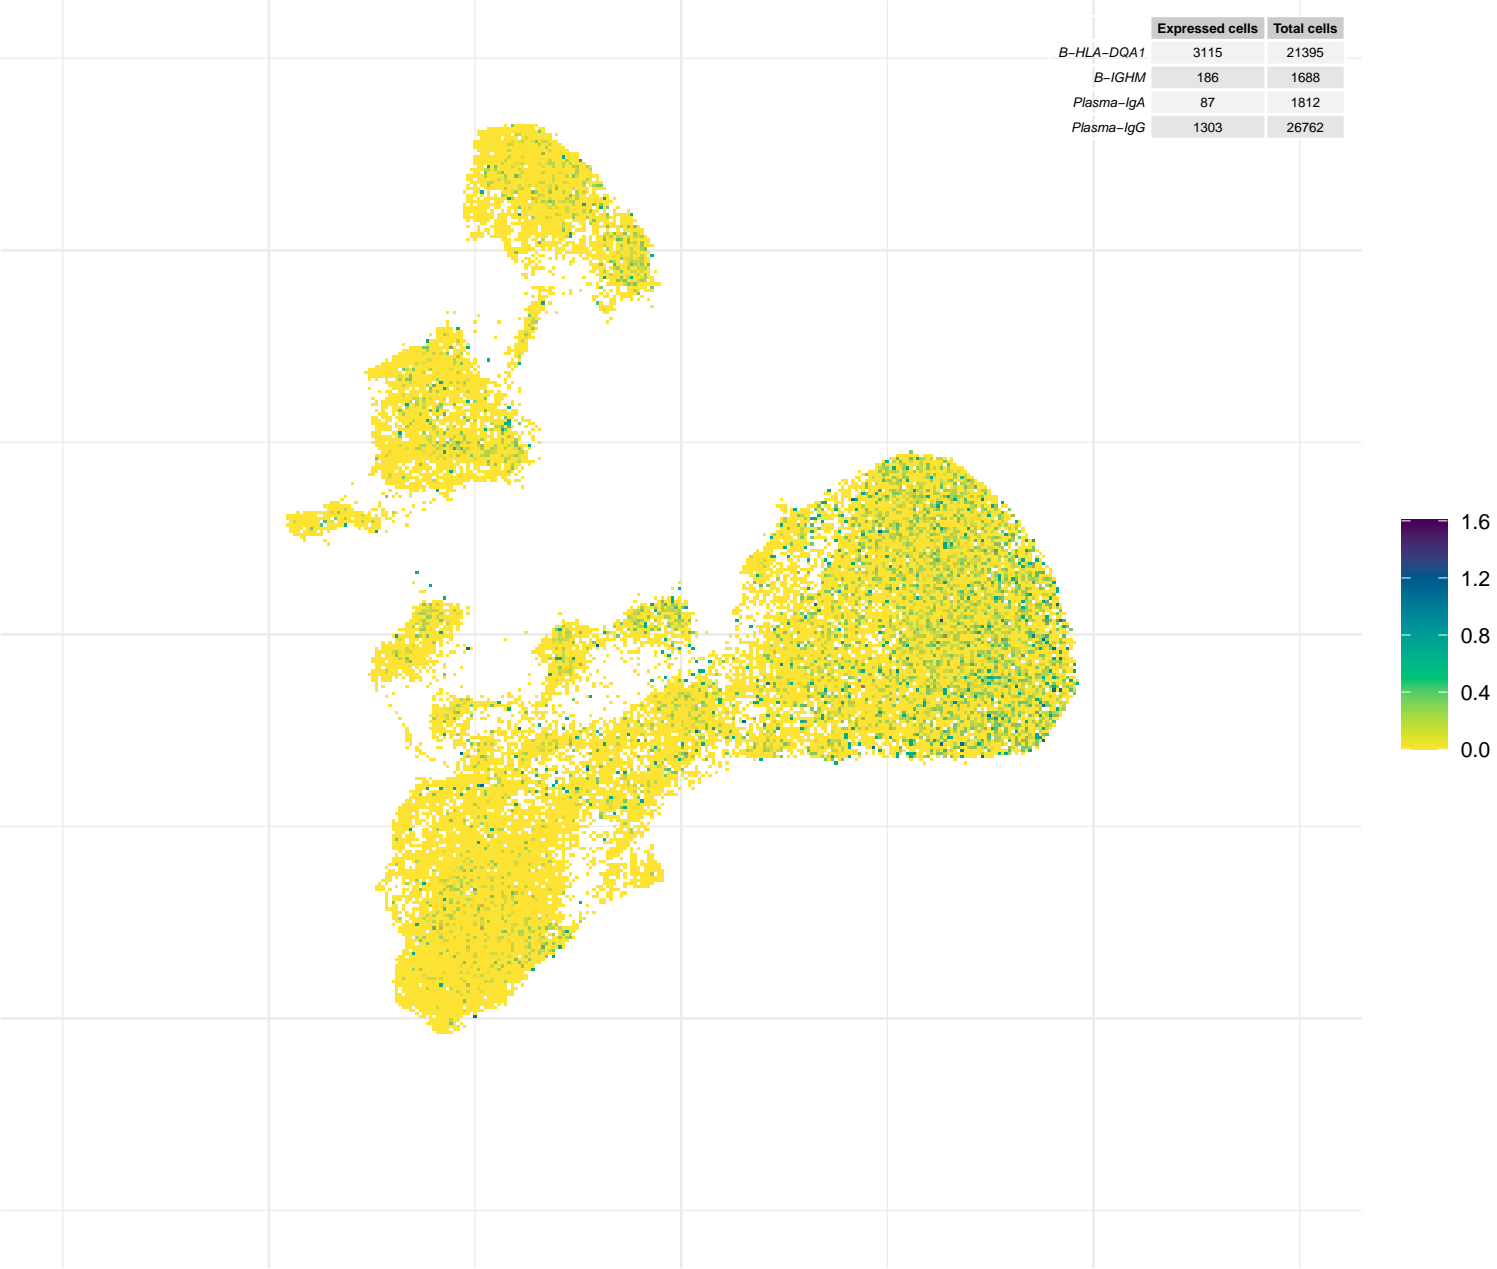 Expressed cells Total cells
B−HLA−DQA1 3115 21395
B−IGHM 186 1688
Plasma−IgA 87 1812
Plasma−IgG 1303 26762
1.6
1.2
0.8
0.4
0.0